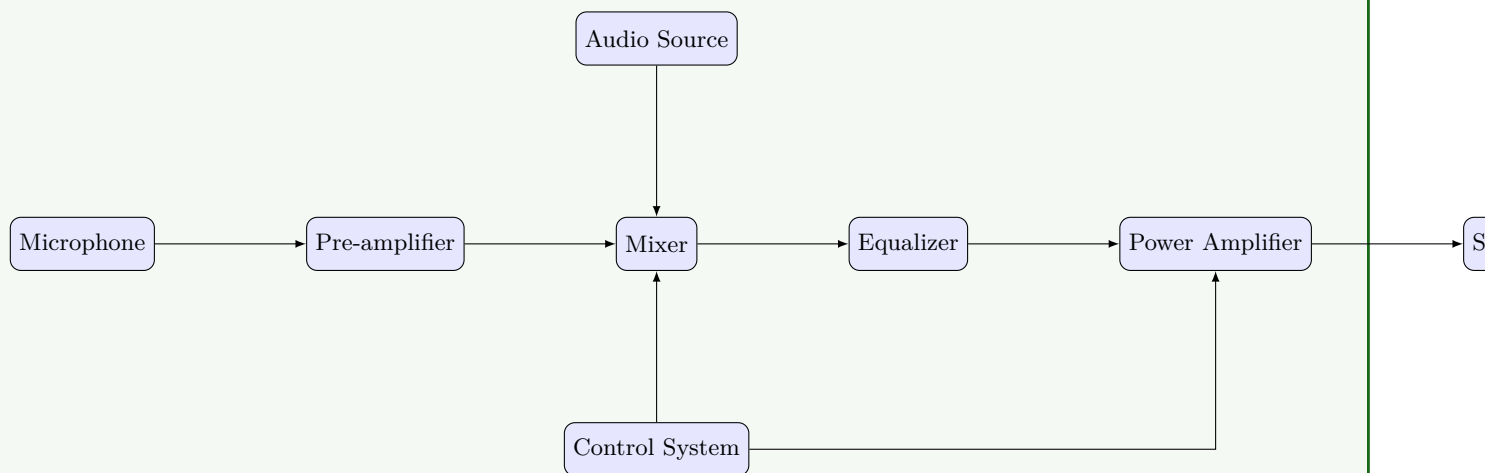 Audio Source
Microphone
Pre-amplifier
Mixer
Equalizer
Power Amplifier
Control System